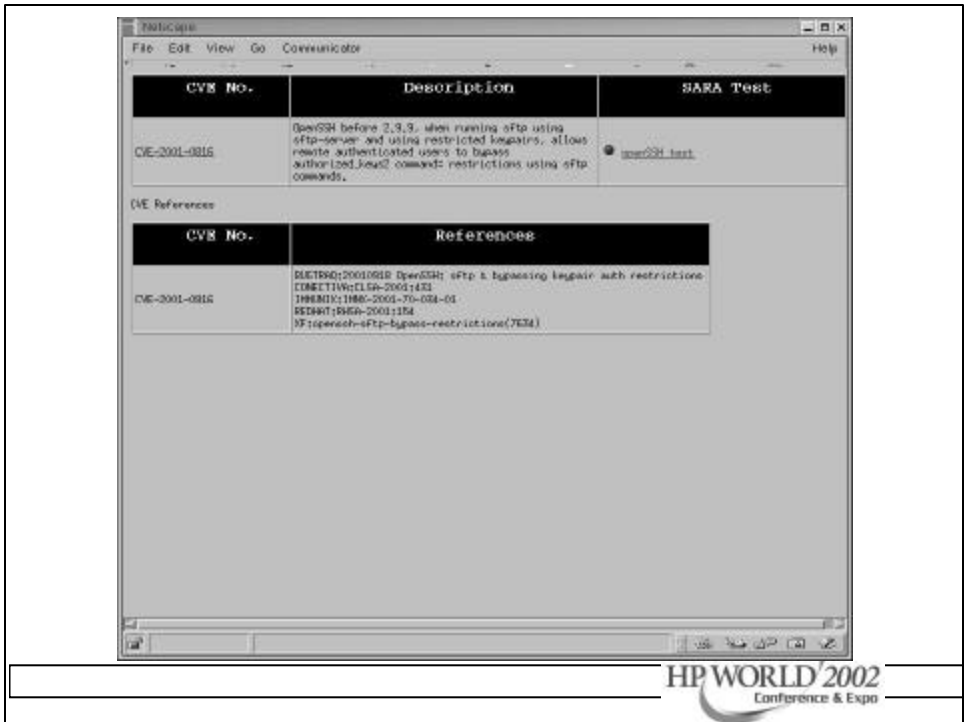 Netscape
File Edit View Go Communicator Help
CVE No. Description SARA Test
CVE-2001-0816
OpenSSH before 2.9.9, when running sftp using
sftp-server and using restricted keypairs, allows
remote authenticated users to bypass
authorized_keys2 command= restrictions using sftp
commands.
openSSH test
CVE References
CVE No. References
CVE-2001-0816
BUGTRAQ:20010918 OpenSSH: sftp & bypassing keypair auth restrictions
CONECTIVA:CLSA-2001:431
IMMUNIX:IMNX-2001-70-034-01
REDHAT:RHSA-2001:154
XF:openssh-sftp-bypass-restrictions(7634)
HP WORLD'2002
Conference & Expo